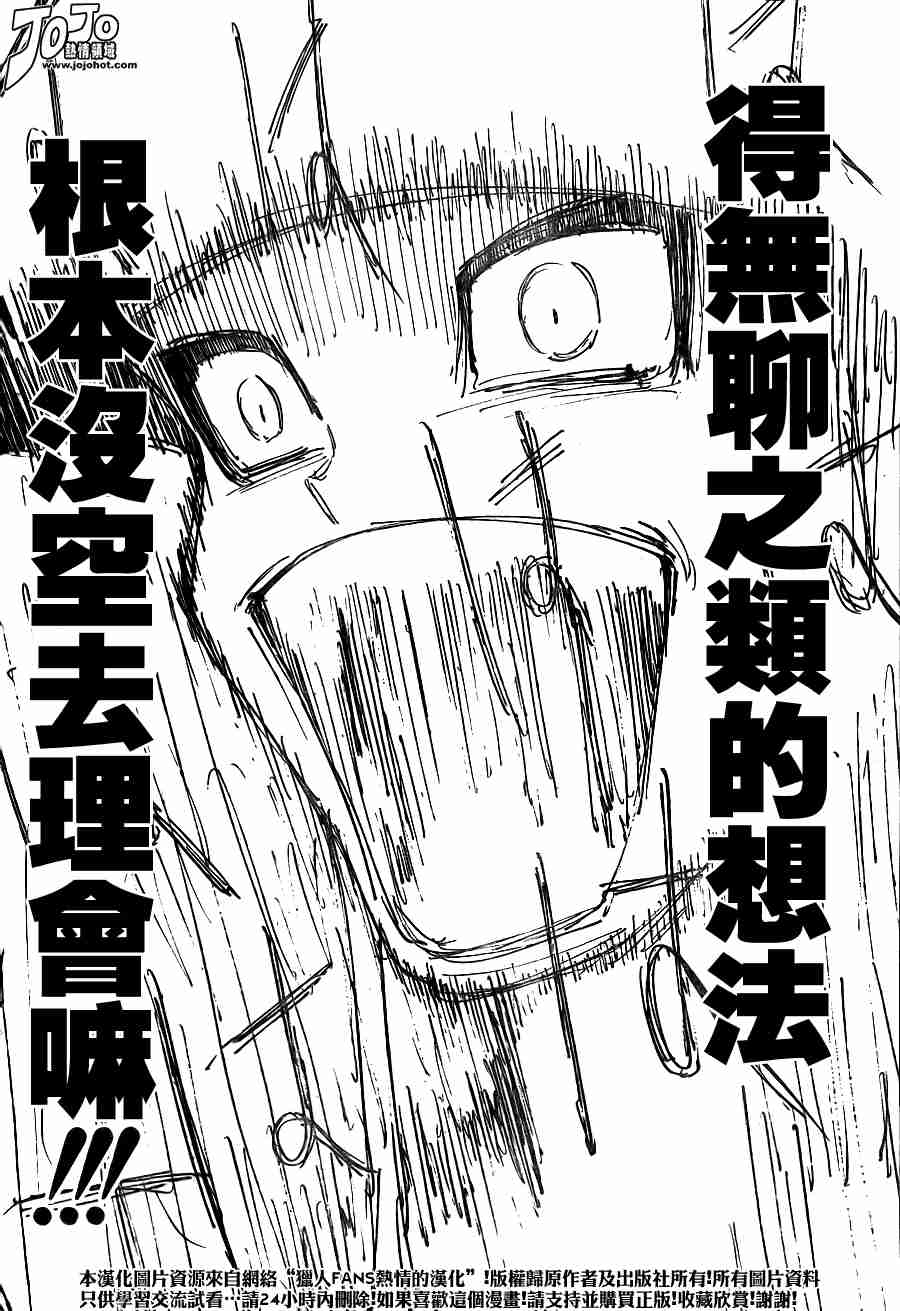 JOJO
熱情領域
www.jojohot.com
得無聊之類的想法
根本沒空去理會嘛!!!
本漢化圖片資源來自網絡“獵人FANS熱情的漢化”!版權歸原作者及出版社所有!所有圖片資料
只供學習交流試看…請24小時內刪除!如果喜歡這個漫畫!請支持並購買正版!收藏欣賞!謝謝!